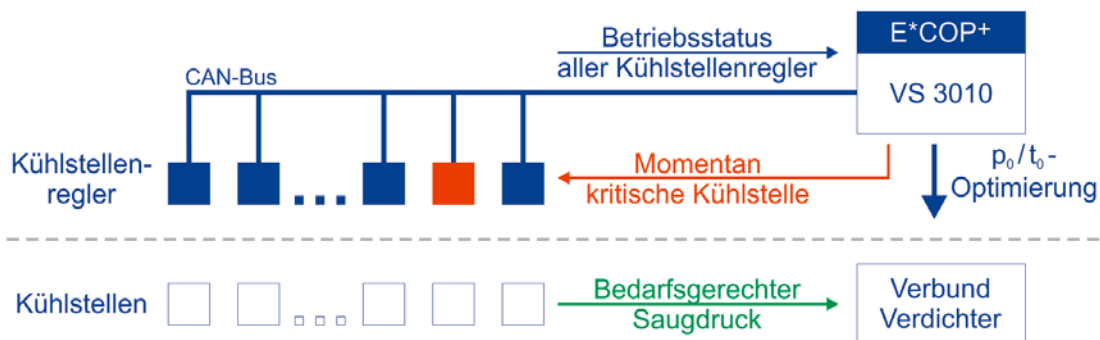 Betriebsstatus
aller Kühlstellenregler
E*COP+
VS 3010
CAN-Bus
Kühlstellen-
regler
Momentan
kritische Kühlstelle
p₀/t₀-
Optimierung
Kühlstellen
Bedarfsgerechter
Saugdruck
Verbund
Verdichter